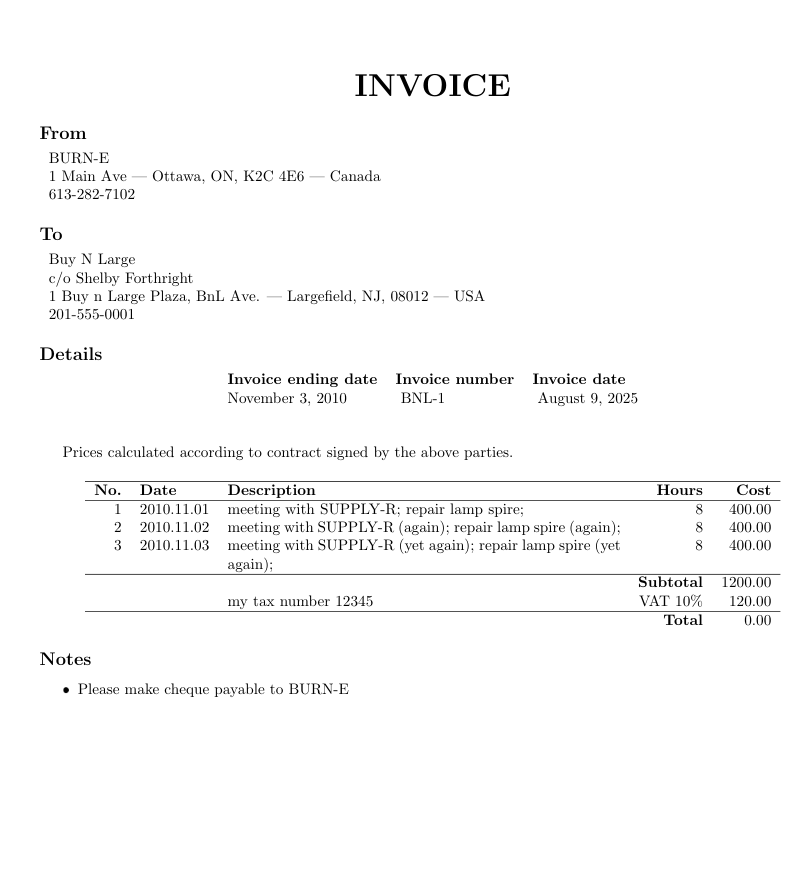 INVOICE
From
BURN-E
1 Main Ave — Ottawa, ON, K2C 4E6 — Canada
613-282-7102
To
Buy N Large
c/o Shelby Forthright
1 Buy n Large Plaza, BnL Ave. — Largefield, NJ, 08012 — USA
201-555-0001
Details
Invoice ending date Invoice number Invoice date
November 3, 2010 BNL-1 August 9, 2025
Prices calculated according to contract signed by the above parties.
No. Date Description Hours Cost
1 2010.11.01 meeting with SUPPLY-R; repair lamp spire; 8 400.00
2 2010.11.02 meeting with SUPPLY-R (again); repair lamp spire (again); 8 400.00
3 2010.11.03 meeting with SUPPLY-R (yet again); repair lamp spire (yet 8 400.00
again);
Subtotal 1200.00
my tax number 12345 VAT 10% 120.00
Total 0.00
Notes
• Please make cheque payable to BURN-E